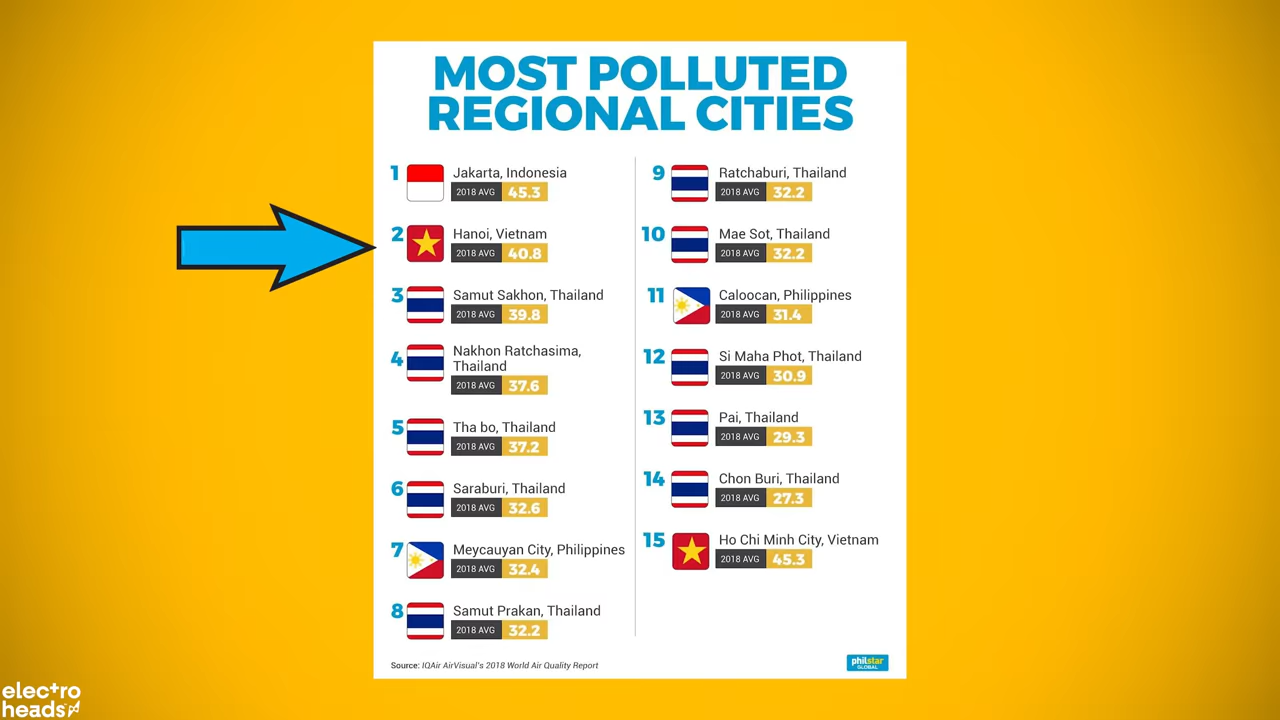 MOST POLLUTED
REGIONAL CITIES
1
Jakarta, Indonesia
2018 AVG 45.3
2
Hanoi, Vietnam
2018 AVG 40.8
3
Samut Sakhon, Thailand
2018 AVG 39.8
4
Nakhon Ratchasima,
Thailand
2018 AVG 37.6
5
Tha bo, Thailand
2018 AVG 37.2
6
Saraburi, Thailand
2018 AVG 32.6
7
Meycauyan City, Philippines
2018 AVG 32.4
8
Samut Prakan, Thailand
2018 AVG 32.2
9
Ratchaburi, Thailand
2018 AVG 32.2
10
Mae Sot, Thailand
2018 AVG 32.2
11
Caloocan, Philippines
2018 AVG 31.4
12
Si Maha Phot, Thailand
2018 AVG 30.9
13
Pai, Thailand
2018 AVG 29.3
14
Chon Buri, Thailand
2018 AVG 27.3
15
Ho Chi Minh City, Vietnam
2018 AVG 45.3
Source: IQAir AirVisual's 2018 World Air Quality Report
philstar
GLOBAL
electro
heads